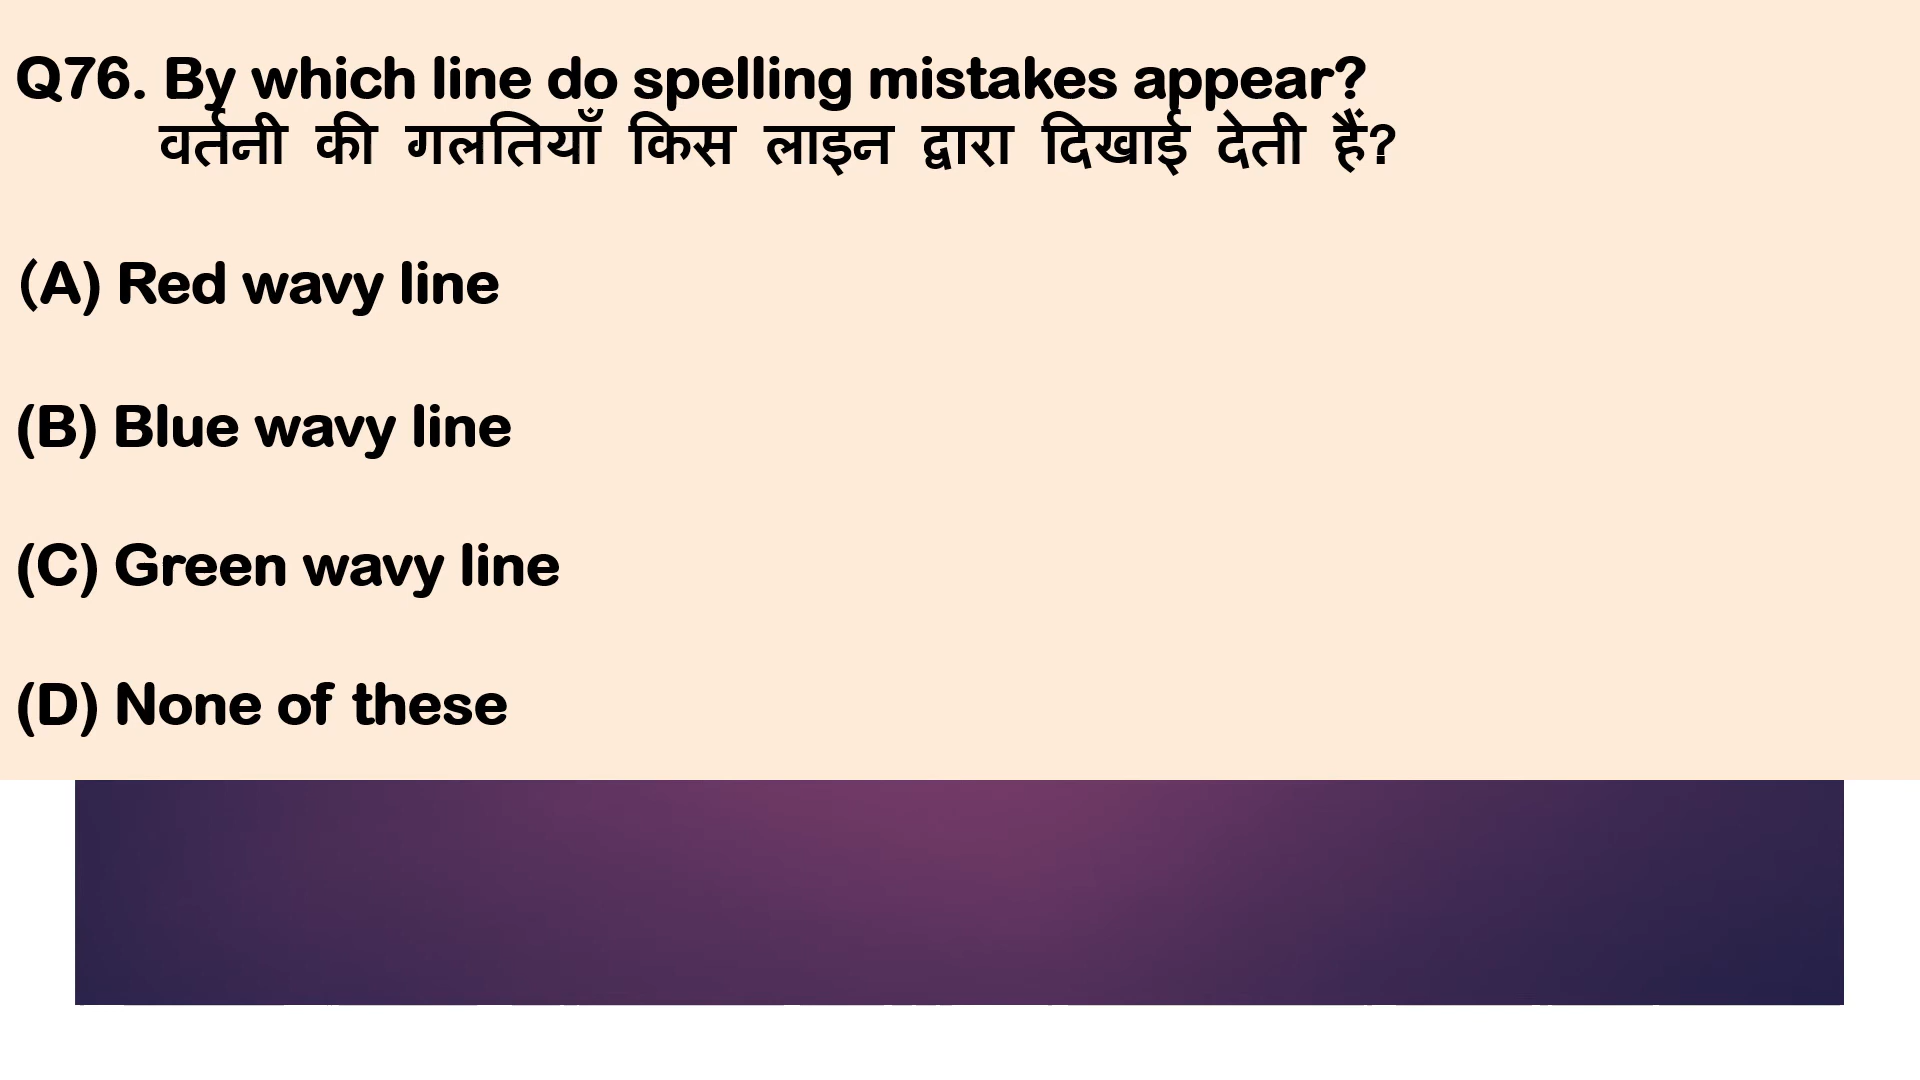 Q76. By which line do spelling mistakes appear?
वर्तनी की गलतियाँ किस लाइन द्वारा दिखाई देती हैं?
(A) Red wavy line
(B) Blue wavy line
(C) Green wavy line
(D) None of these